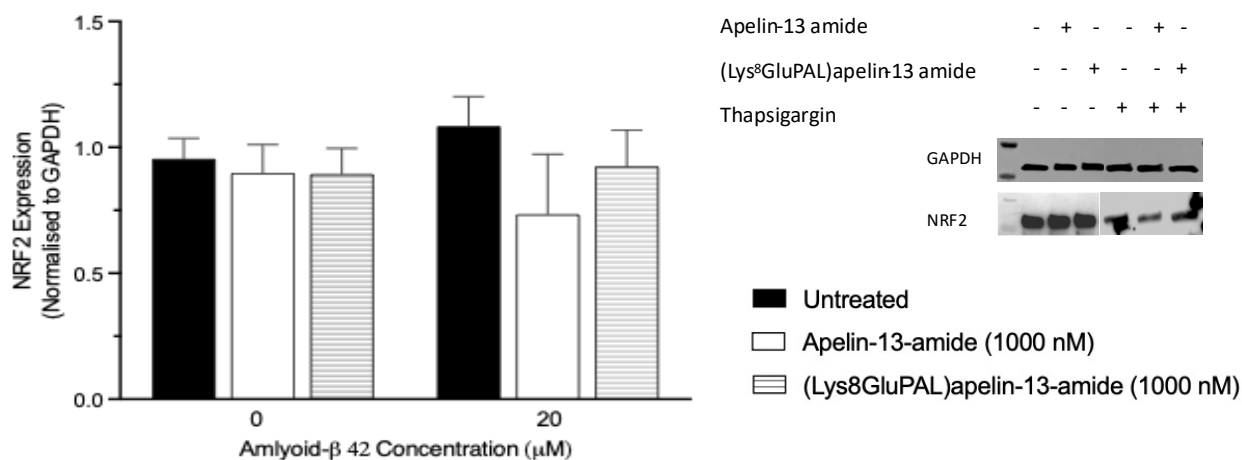 NRF2 Expression
(Normalised to GAPDH)
1.5
1.0
0.5
0.0
0
20
Amlyoid-β 42 Concentration (μM)
Apelin-13 amide - + - - + -
(Lys⁸GluPAL)apelin-13 amide - - + - - +
Thapsigargin - - - + + +
GAPDH
NRF2
Untreated
Apelin-13-amide (1000 nM)
(Lys8GluPAL)apelin-13-amide (1000 nM)